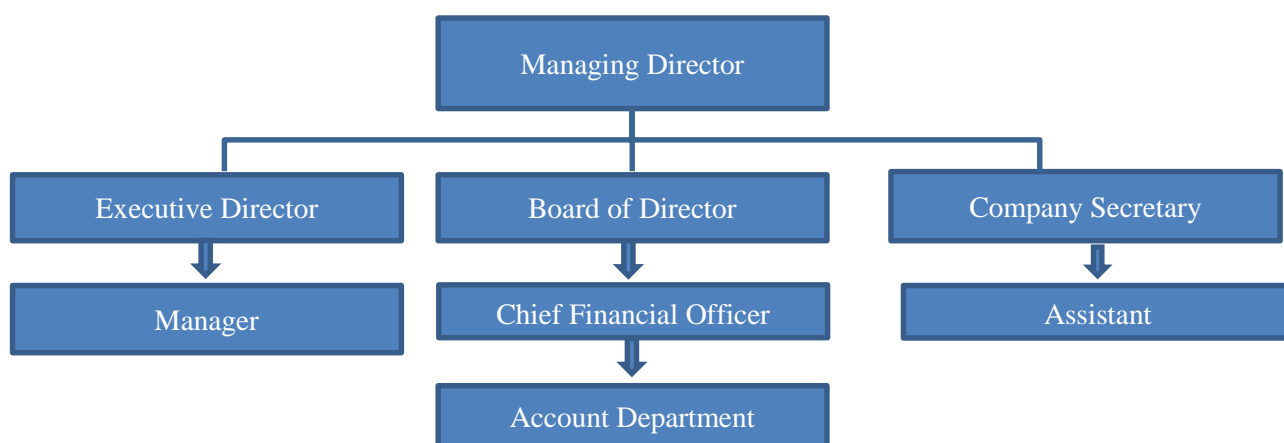 Managing Director
Executive Director
Board of Director
Company Secretary
Manager
Chief Financial Officer
Assistant
Account Department